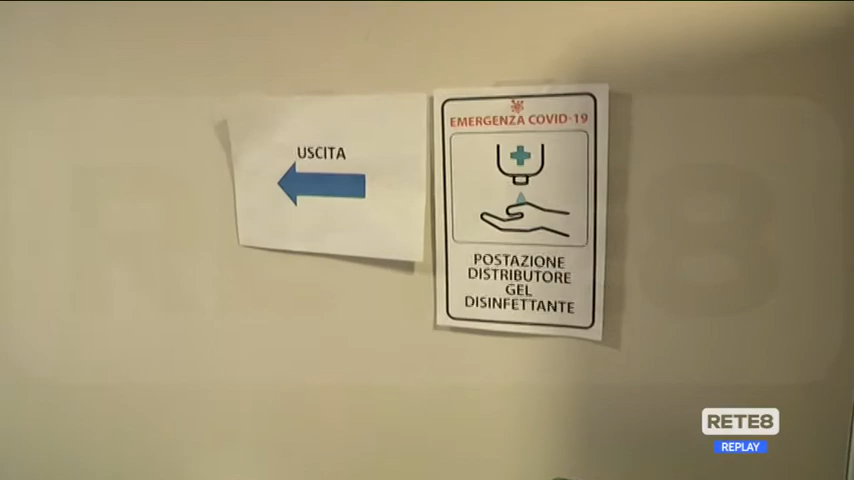 USCITA
EMERGENZA COVID-19
POSTAZIONE
DISTRIBUTORE
GEL
DISINFETTANTE
RETE8
REPLAY